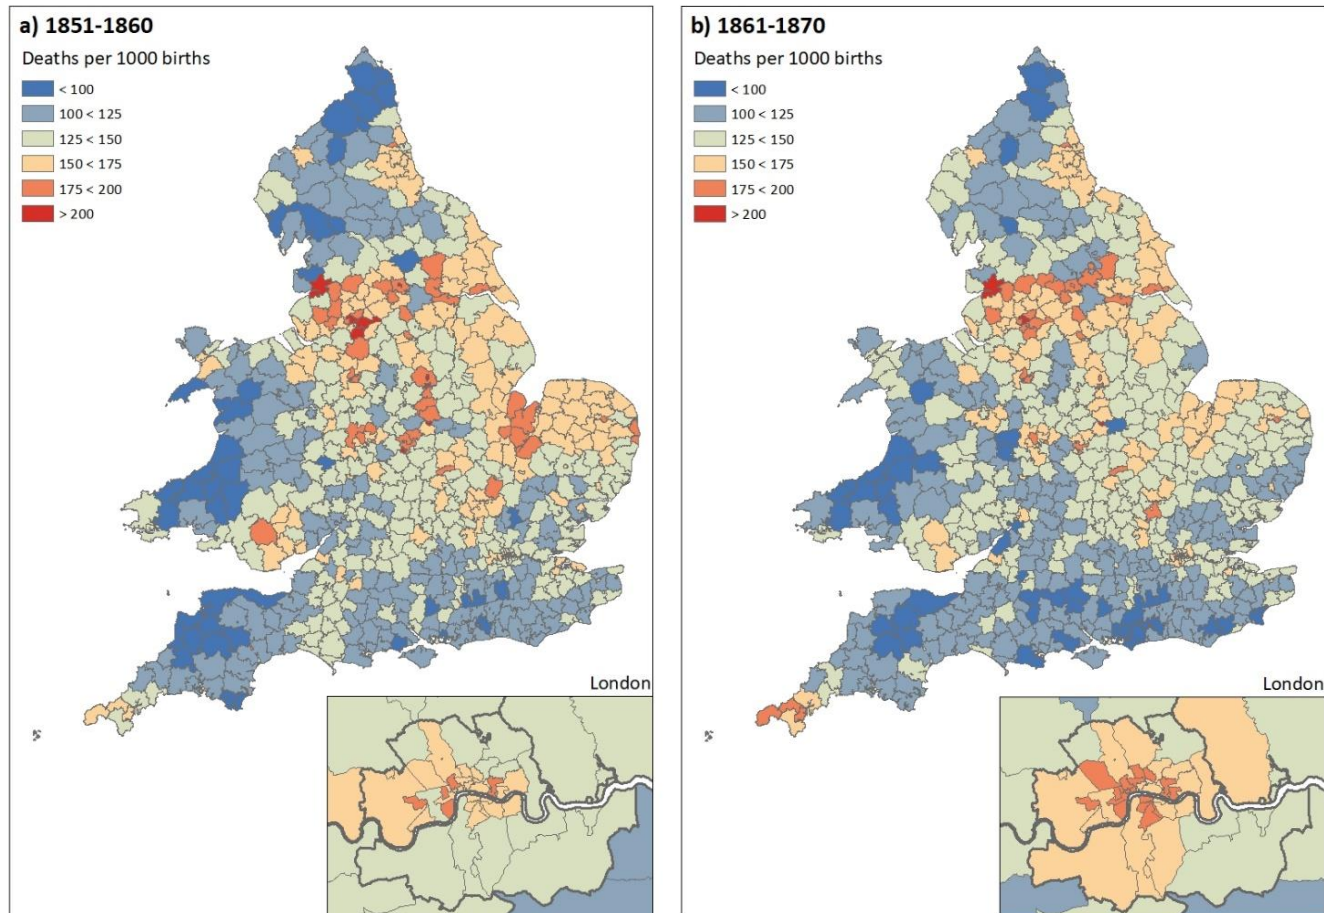 a) 1851-1860
Deaths per 1000 births
< 100
100 < 125
125 < 150
150 < 175
175 < 200
> 200
London
b) 1861-1870
Deaths per 1000 births
< 100
100 < 125
125 < 150
150 < 175
175 < 200
> 200
London